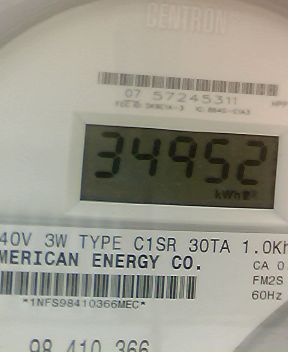 CENTRON
07 57245311
34952
kWh
40V 3W TYPE C1SR 30TA 1.0Kh
MERICAN ENERGY CO.
CA 0.
FM2S
60Hz
*1NFS98410366MEC*
98 410 366